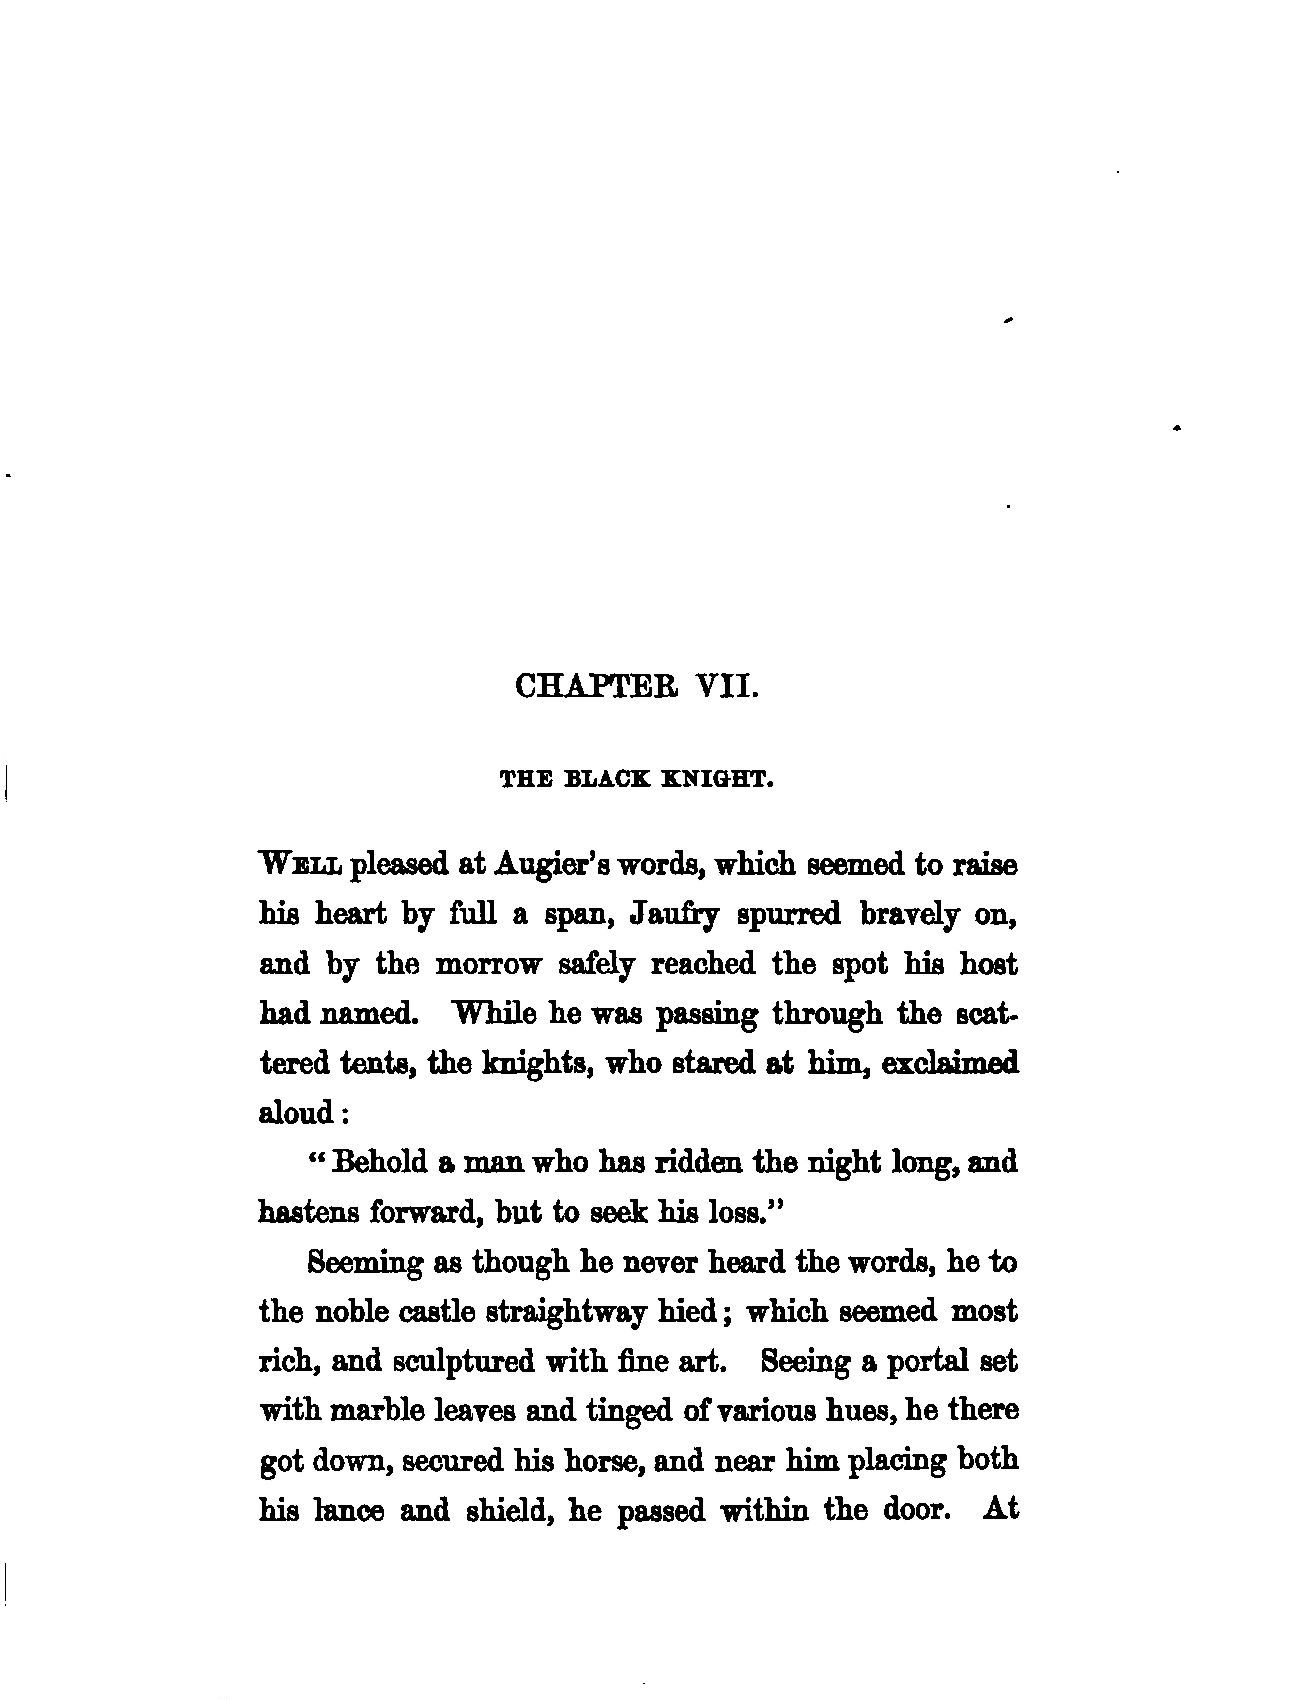 CHAPTER VII.
THE BLACK KNIGHT.
WELL pleased at Augier's words, which seemed to raise
his heart by full a span, Jaufry spurred bravely on,
and by the morrow safely reached the spot his host
had named. While he was passing through the scat-
tered tents, the knights, who stared at him, exclaimed
aloud :
“Behold a man who has ridden the night long, and
hastens forward, but to seek his loss.”
Seeming as though he never heard the words, he to
the noble castle straightway hied; which seemed most
rich, and sculptured with fine art. Seeing a portal set
with marble leaves and tinged of various hues, he there
got down, secured his horse, and near him placing both
his lance and shield, he passed within the door. At